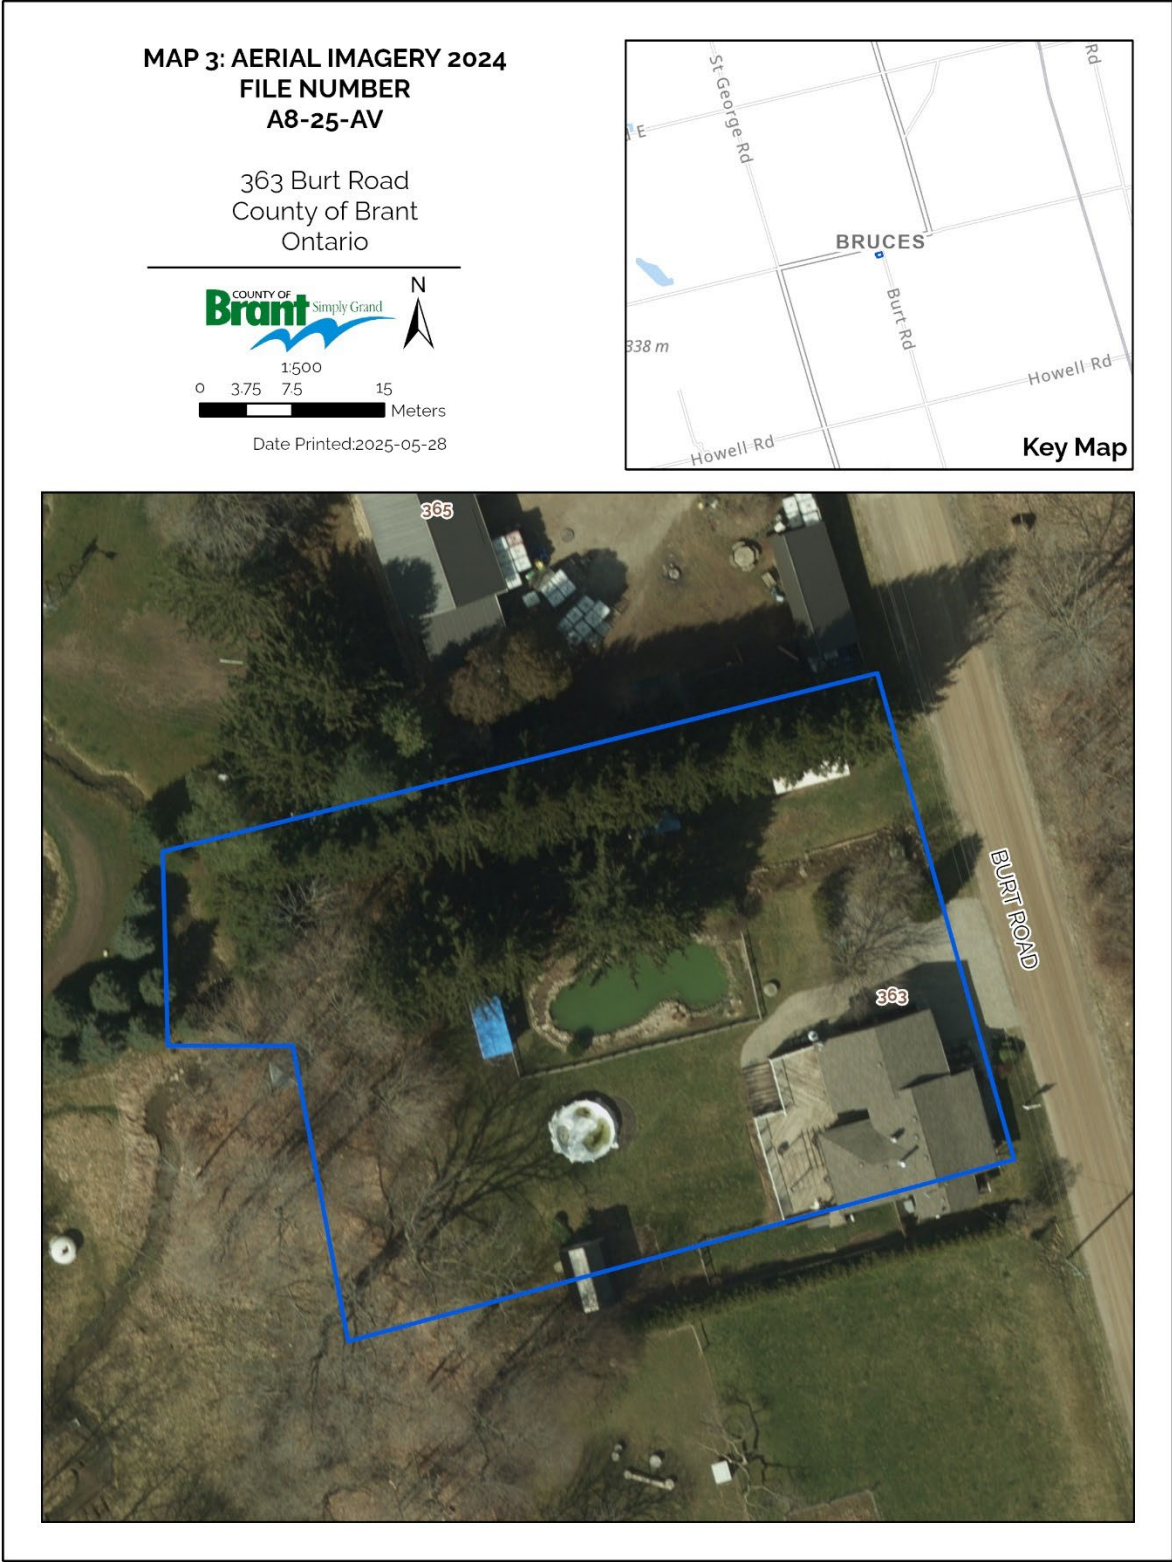 MAP 3: AERIAL IMAGERY 2024
FILE NUMBER
A8-25-AV
363 Burt Road
County of Brant
Ontario
COUNTY OF
Brant Simply Grand
N
1:500
0 3.75 7.5 15
Meters
Date Printed:2025-05-28
St George Rd
Rd
E
BRUCES
Burt Rd
338 m
Howell Rd
Howell Rd
Key Map
365
BURT ROAD
363